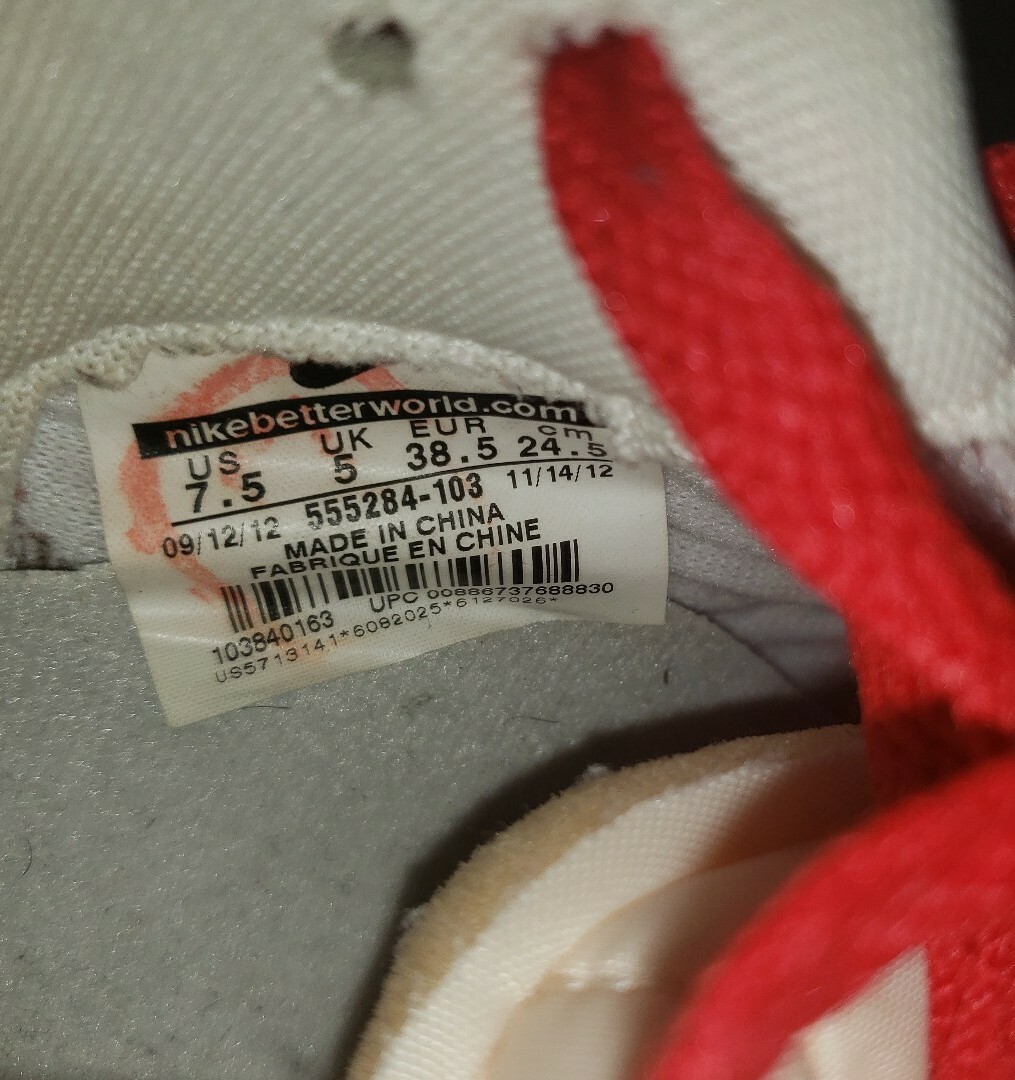 nikebetterworld.com
US UK EUR cm
7.5 5 38.5 24.5
09/12/12 555284-103 11/14/12
MADE IN CHINA
FABRIQUE EN CHINE
103840163 UPC 00886737688830
US5713141*6082025*6127026*